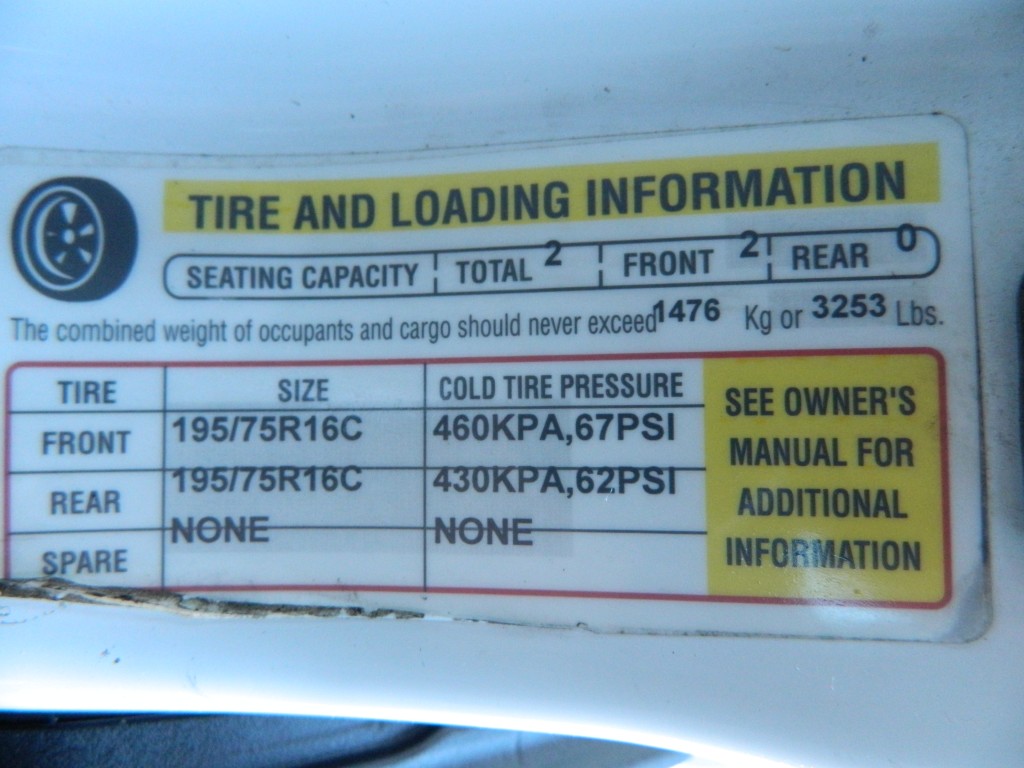 TIRE AND LOADING INFORMATION
SEATING CAPACITY TOTAL 2 FRONT 2 REAR 0
The combined weight of occupants and cargo should never exceed 1476 Kg or 3253 Lbs.
TIRE SIZE COLD TIRE PRESSURE
FRONT 195/75R16C 460KPA,67PSI
REAR 195/75R16C 430KPA,62PSI
SPARE NONE NONE
SEE OWNER'S
MANUAL FOR
ADDITIONAL
INFORMATION